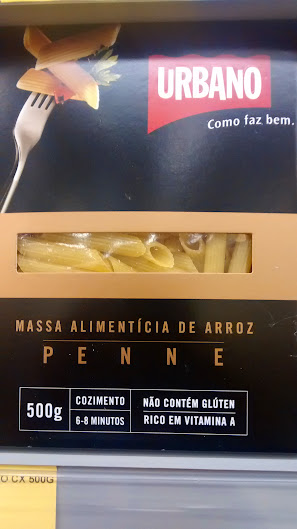 URBANO
Como faz bem.
MASSA ALIMENTÍCIA DE ARROZ
PENNE
500g
COZIMENTO
6-8 MINUTOS
NÃO CONTÉM GLÚTEN
RICO EM VITAMINA A
O CX 500G